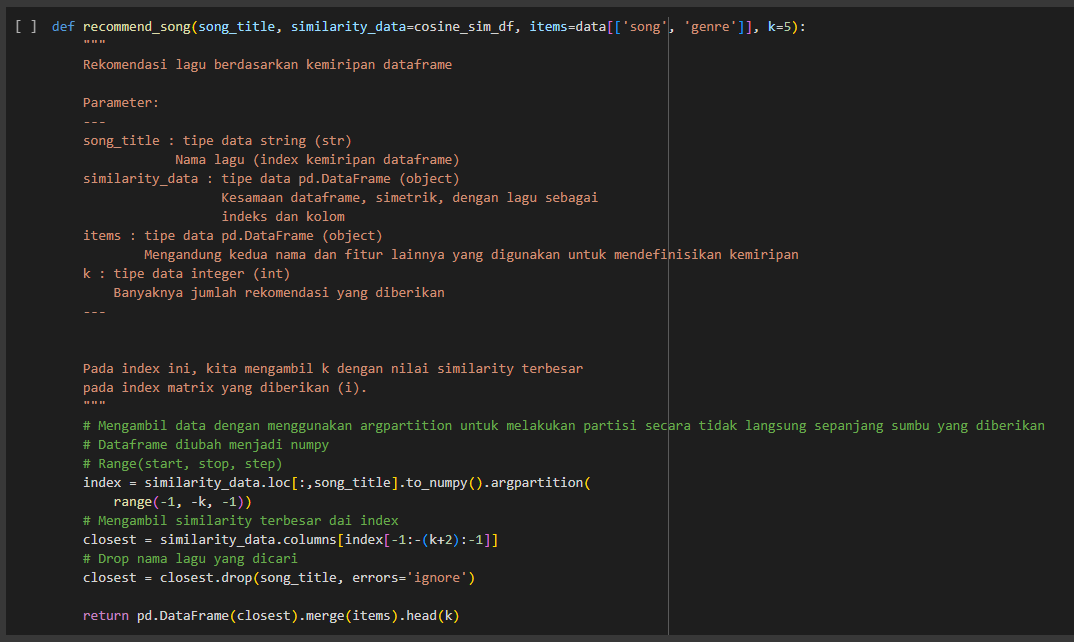 [ ] def recommend_song(song_title, similarity_data=cosine_sim_df, items=data[['song', 'genre']], k=5):
"""
Rekomendasi lagu berdasarkan kemiripan dataframe
Parameter:
---
song_title : tipe data string (str)
Nama lagu (index kemiripan dataframe)
similarity_data : tipe data pd.DataFrame (object)
Kesamaan dataframe, simetrik, dengan lagu sebagai
indeks dan kolom
items : tipe data pd.DataFrame (object)
Mengandung kedua nama dan fitur lainnya yang digunakan untuk mendefinisikan kemiripan
k : tipe data integer (int)
Banyaknya jumlah rekomendasi yang diberikan
---
Pada index ini, kita mengambil k dengan nilai similarity terbesar
pada index matrix yang diberikan (i).
"""
# Mengambil data dengan menggunakan argpartition untuk melakukan partisi secara tidak langsung sepanjang sumbu yang diberikan
# Dataframe diubah menjadi numpy
# Range(start, stop, step)
index = similarity_data.loc[:,song_title].to_numpy().argpartition(
range(-1, -k, -1))
# Mengambil similarity terbesar dai index
closest = similarity_data.columns[index[-1:-(k+2):-1]]
# Drop nama lagu yang dicari
closest = closest.drop(song_title, errors='ignore')
return pd.DataFrame(closest).merge(items).head(k)